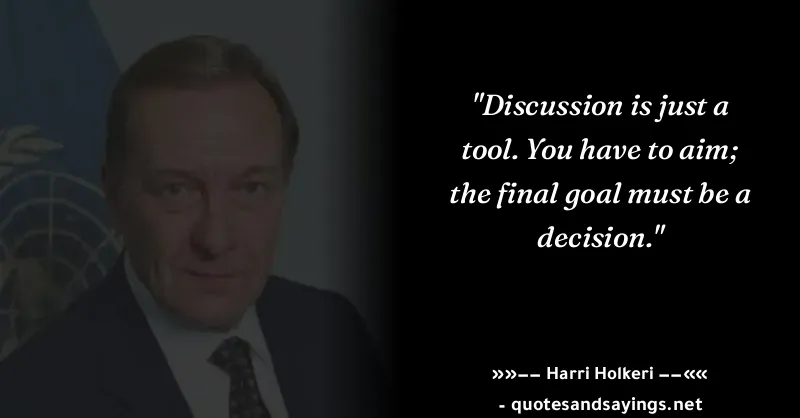 "Discussion is just a
tool. You have to aim;
the final goal must be a
decision."
»»–– Harri Holkeri ––««
- quotesandsayings.net